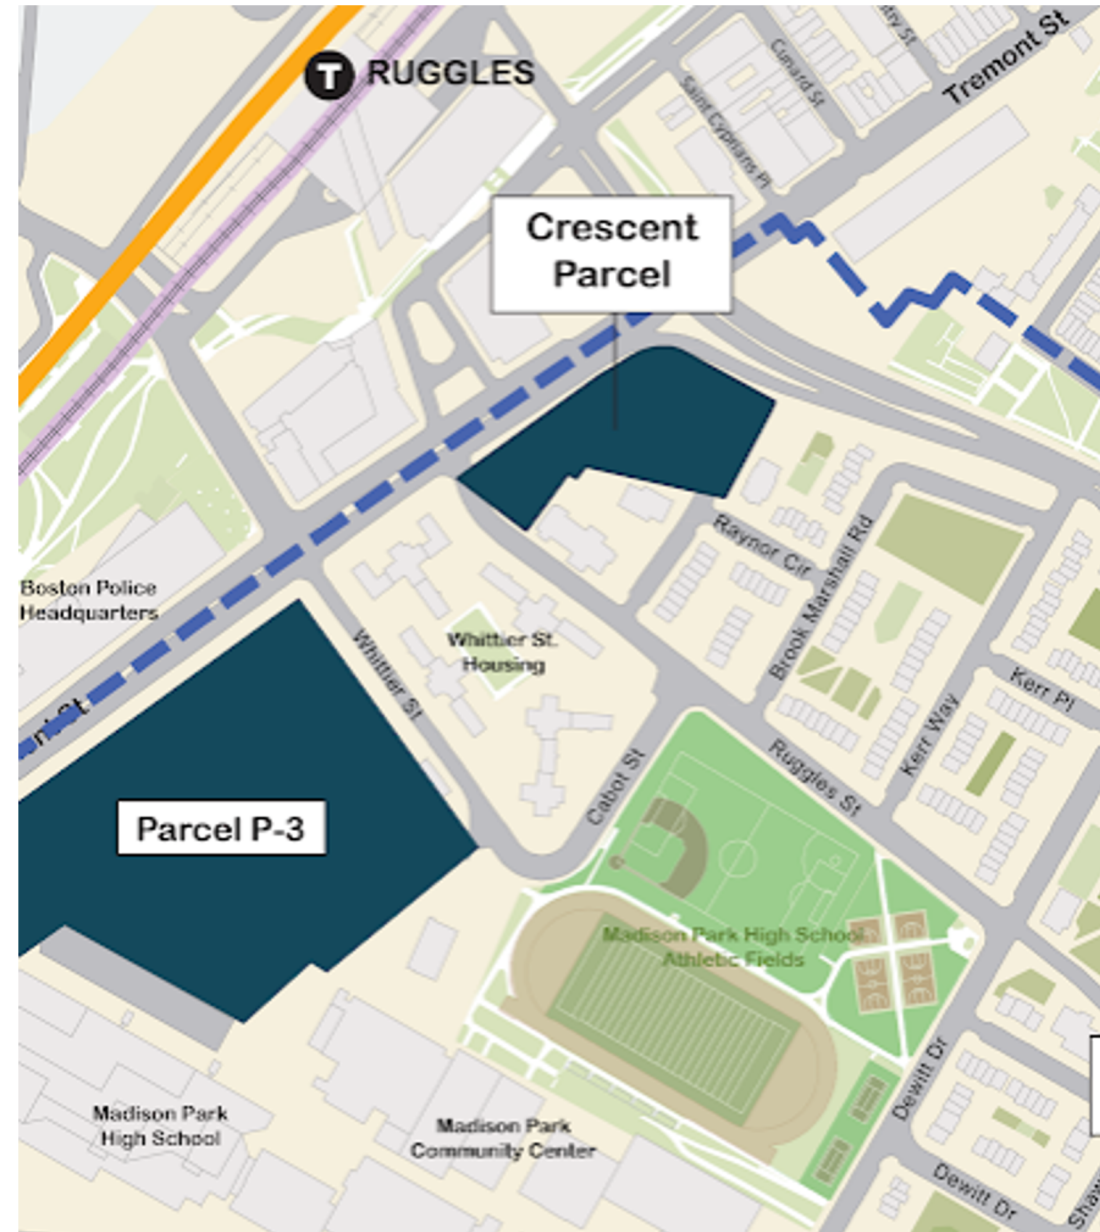 T RUGGLES
Cunard St
Tremont St
Saint Cyprians Pl
Crescent
Parcel
Raynor Cir
Brook Marshall Rd
Boston Police
Headquarters
Whittier St
Whittier St.
Housing
Kerr Pl
Kerr Way
Ruggles St
Cabot St
Parcel P-3
Madison Park High School
Athletic Fields
Dewitt Dr
Madison Park
High School
Madison Park
Community Center
Dewitt Dr